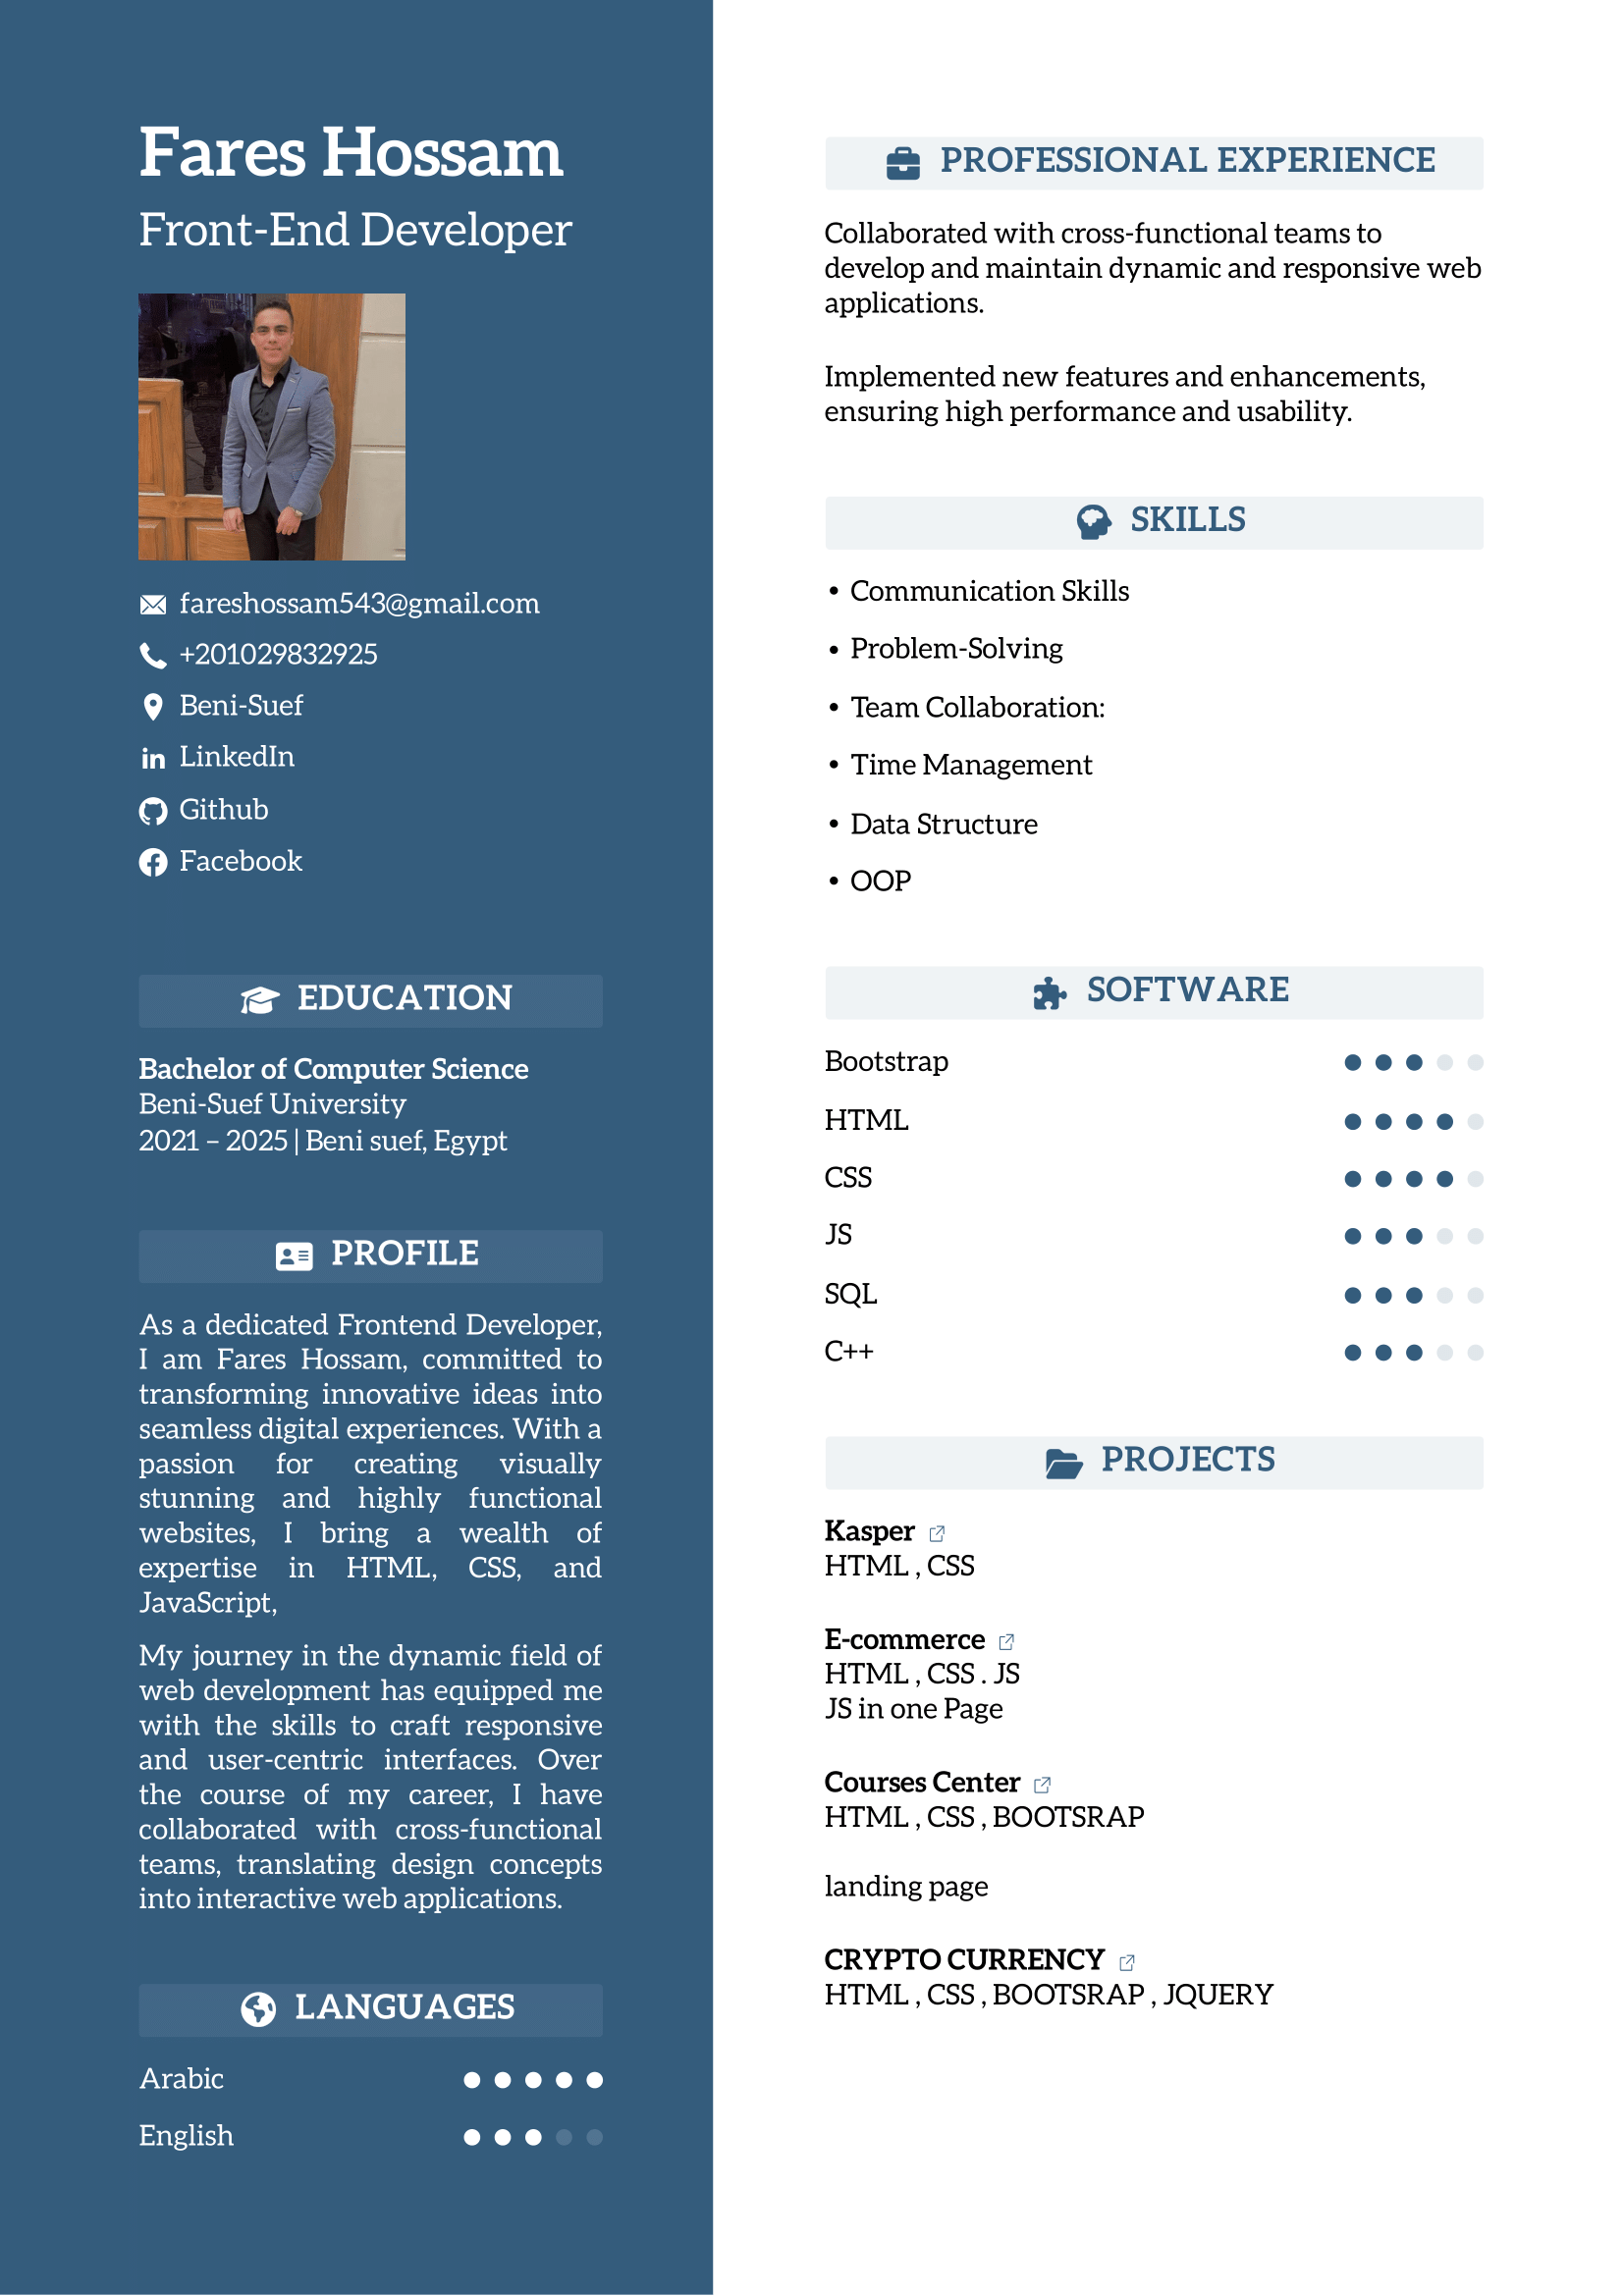 Fares Hossam
Front-End Developer
fareshossam543@gmail.com
+201029832925
Beni-Suef
LinkedIn
Github
Facebook
EDUCATION
Bachelor of Computer Science
Beni-Suef University
2021 – 2025 | Beni suef, Egypt
PROFILE
As a dedicated Frontend Developer,
I am Fares Hossam, committed to
transforming innovative ideas into
seamless digital experiences. With a
passion for creating visually
stunning and highly functional
websites, I bring a wealth of
expertise in HTML, CSS, and
JavaScript,
My journey in the dynamic field of
web development has equipped me
with the skills to craft responsive
and user-centric interfaces. Over
the course of my career, I have
collaborated with cross-functional
teams, translating design concepts
into interactive web applications.
LANGUAGES
Arabic
English
PROFESSIONAL EXPERIENCE
Collaborated with cross-functional teams to
develop and maintain dynamic and responsive web
applications.
Implemented new features and enhancements,
ensuring high performance and usability.
SKILLS
• Communication Skills
• Problem-Solving
• Team Collaboration:
• Time Management
• Data Structure
• OOP
SOFTWARE
Bootstrap
HTML
CSS
JS
SQL
C++
PROJECTS
Kasper
HTML , CSS
E-commerce
HTML , CSS . JS
JS in one Page
Courses Center
HTML , CSS , BOOTSRAP
landing page
CRYPTO CURRENCY
HTML , CSS , BOOTSRAP , JQUERY